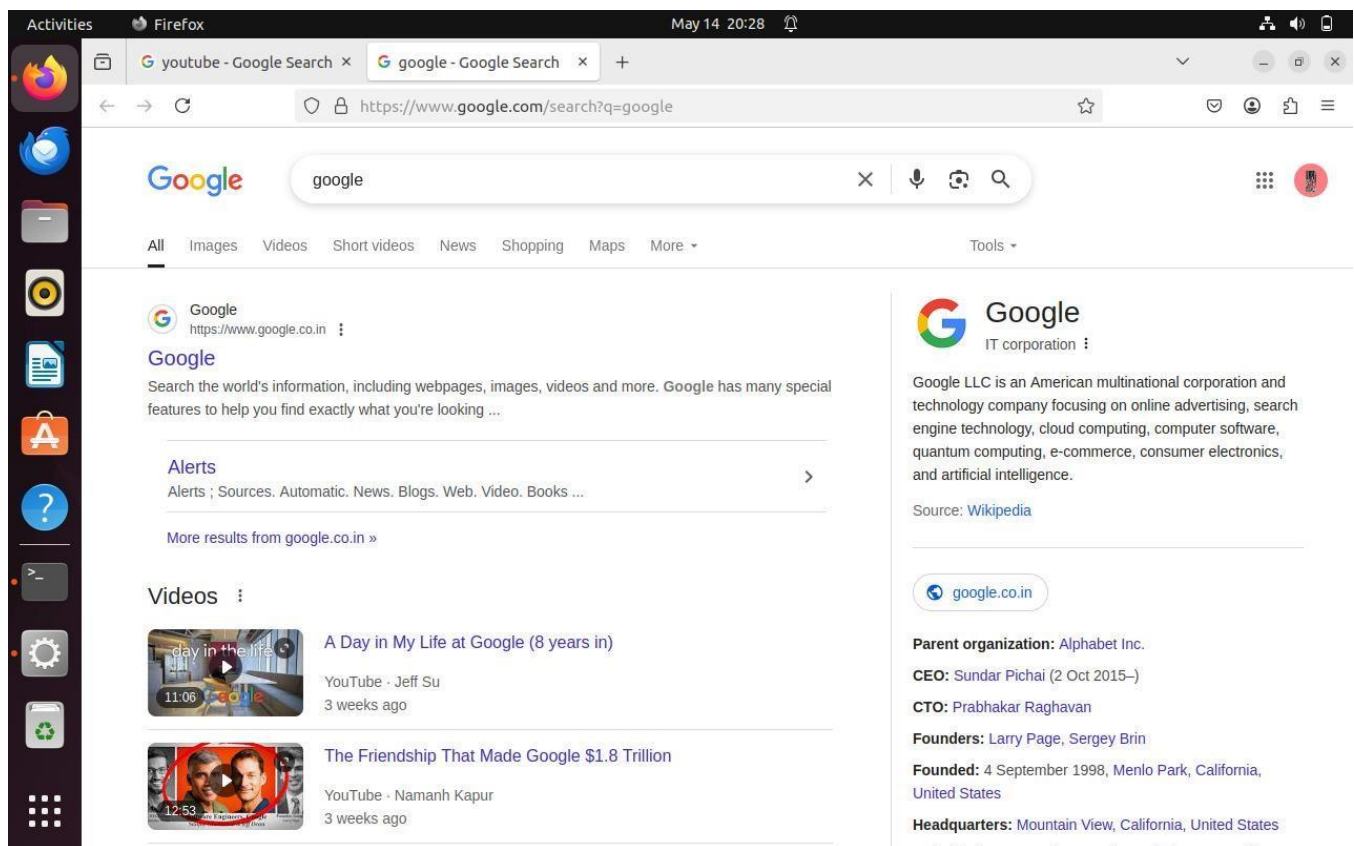 Activities
Firefox
May 14 20:28
youtube - Google Search
google - Google Search
https://www.google.com/search?q=google
Google
google
All Images Videos Short videos News Shopping Maps More
Tools
Google
https://www.google.co.in
Google
Search the world's information, including webpages, images, videos and more. Google has many special
features to help you find exactly what you're looking ...
Alerts
Alerts ; Sources. Automatic. News. Blogs. Web. Video. Books ...
More results from google.co.in »
Videos
day in the life
Google
11:06
A Day in My Life at Google (8 years in)
YouTube · Jeff Su
3 weeks ago
12:53
The Friendship That Made Google $1.8 Trillion
YouTube · Namanh Kapur
3 weeks ago
Google
IT corporation
Google LLC is an American multinational corporation and
technology company focusing on online advertising, search
engine technology, cloud computing, computer software,
quantum computing, e-commerce, consumer electronics,
and artificial intelligence.
Source: Wikipedia
google.co.in
Parent organization: Alphabet Inc.
CEO: Sundar Pichai (2 Oct 2015–)
CTO: Prabhakar Raghavan
Founders: Larry Page, Sergey Brin
Founded: 4 September 1998, Menlo Park, California,
United States
Headquarters: Mountain View, California, United States